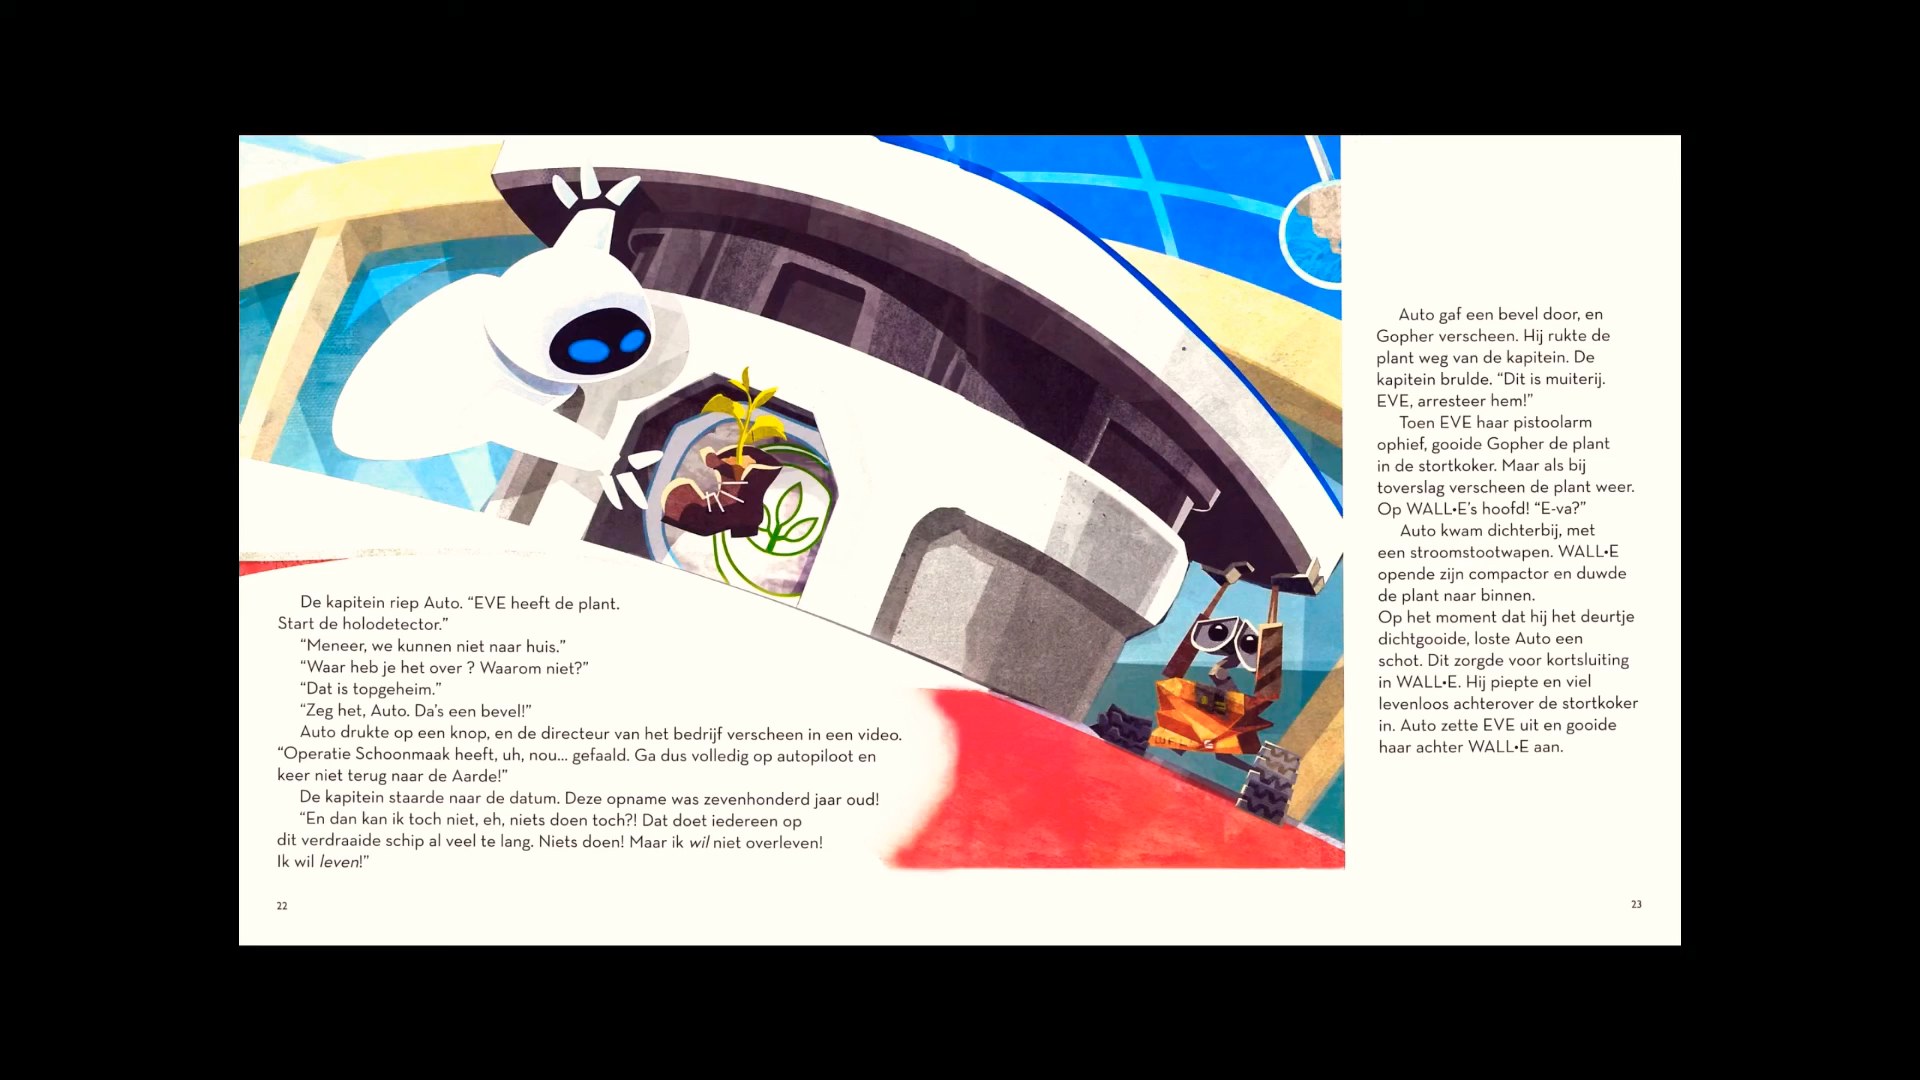 De kapitein riep Auto. “EVE heeft de plant.
Start de holodetector.”
“Meneer, we kunnen niet naar huis.”
“Waar heb je het over ? Waarom niet?”
“Dat is topgeheim.”
“Zeg het, Auto. Da’s een bevel!”
Auto drukte op een knop, en de directeur van het bedrijf verscheen in een video.
“Operatie Schoonmaak heeft, uh, nou... gefaald. Ga dus volledig op autopiloot en
keer niet terug naar de Aarde!”
De kapitein staarde naar de datum. Deze opname was zevenhonderd jaar oud!
“En dan kan ik toch niet, eh, niets doen toch?! Dat doet iedereen op
dit verdraaide schip al veel te lang. Niets doen! Maar ik wil niet overleven!
Ik wil leven!”
22
Auto gaf een bevel door, en
Gopher verscheen. Hij rukte de
plant weg van de kapitein. De
kapitein brulde. “Dit is muiterij.
EVE, arresteer hem!”
Toen EVE haar pistoolarm
ophief, gooide Gopher de plant
in de stortkoker. Maar als bij
toverslag verscheen de plant weer.
Op WALL•E’s hoofd! “E-va?”
Auto kwam dichterbij, met
een stroomstootwapen. WALL•E
opende zijn compactor en duwde
de plant naar binnen.
Op het moment dat hij het deurtje
dichtgooide, loste Auto een
schot. Dit zorgde voor kortsluiting
in WALL•E. Hij piepte en viel
levenloos achterover de stortkoker
in. Auto zette EVE uit en gooide
haar achter WALL•E aan.
23